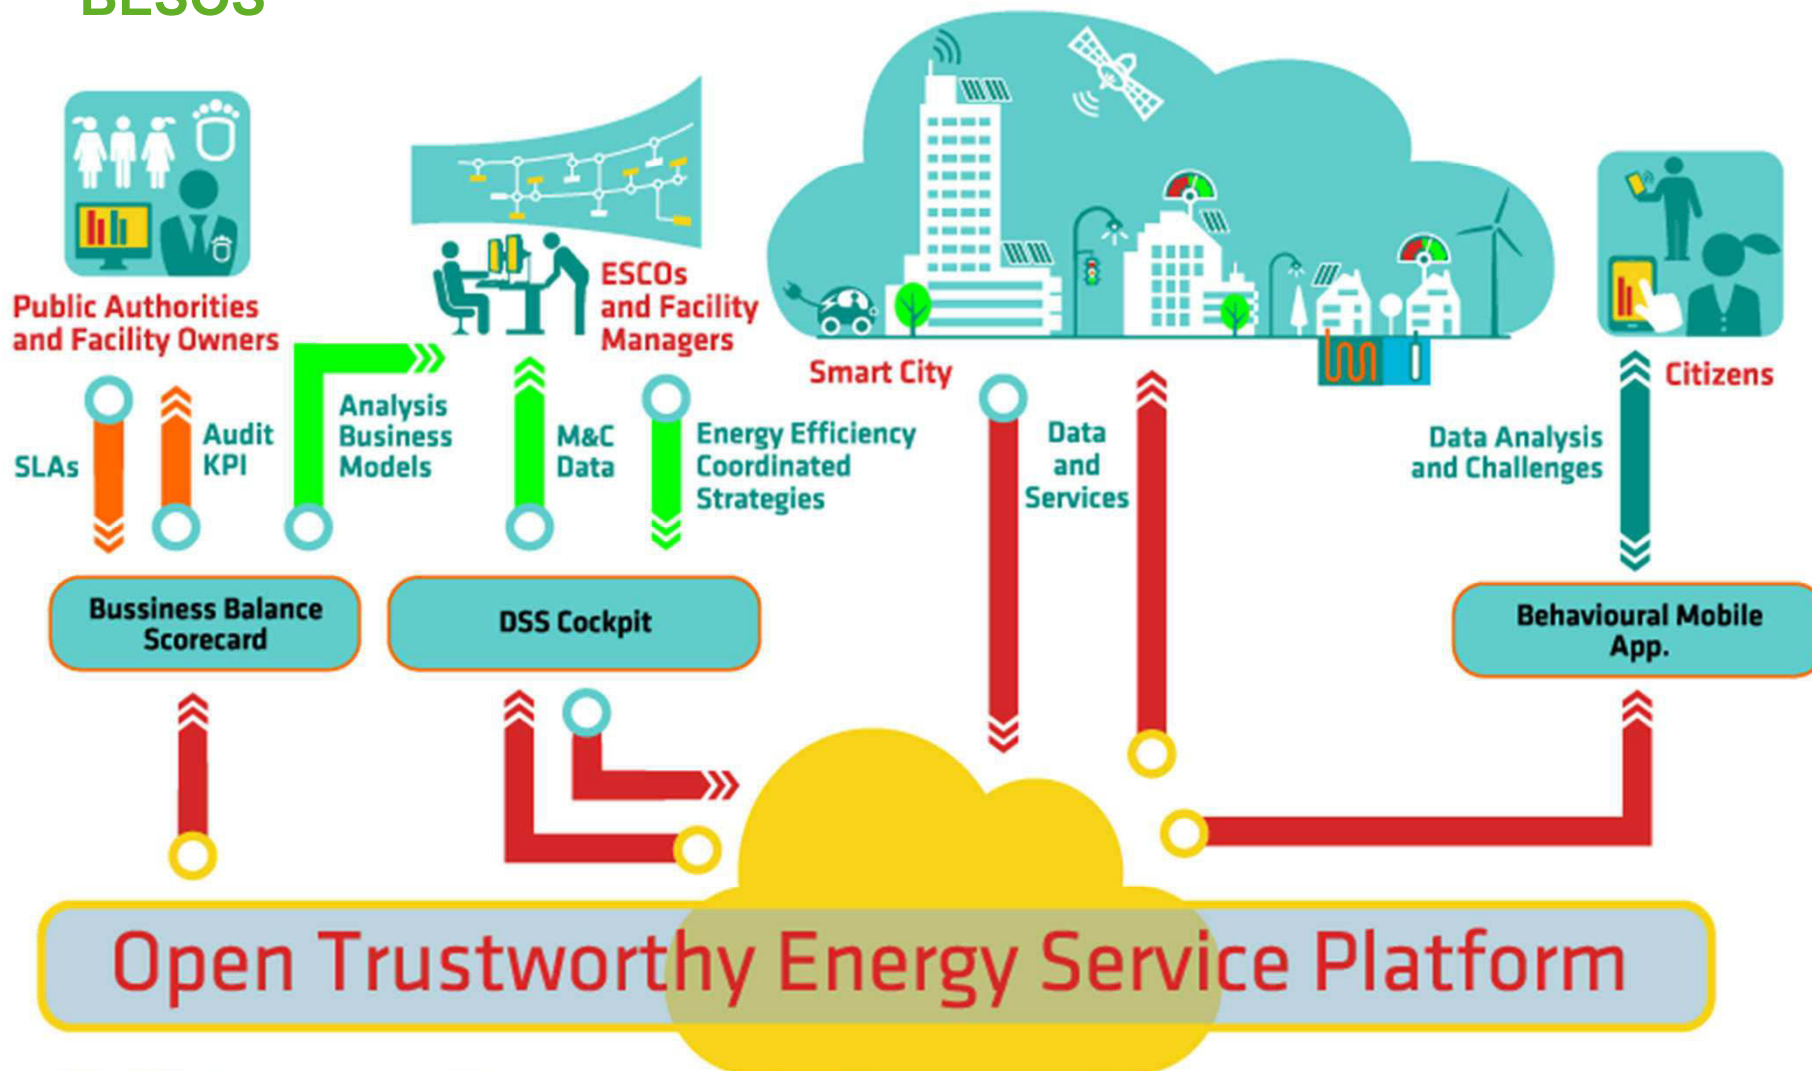 BESOS
Public Authorities
and Facility Owners
ESCOs
and Facility
Managers
Smart City
Citizens
SLAs
Audit
KPI
Analysis
Business
Models
M&C
Data
Energy Efficiency
Coordinated
Strategies
Data
and
Services
Data Analysis
and Challenges
Bussiness Balance
Scorecard
DSS Cockpit
Behavioural Mobile
App.
Open Trustworthy Energy Service Platform